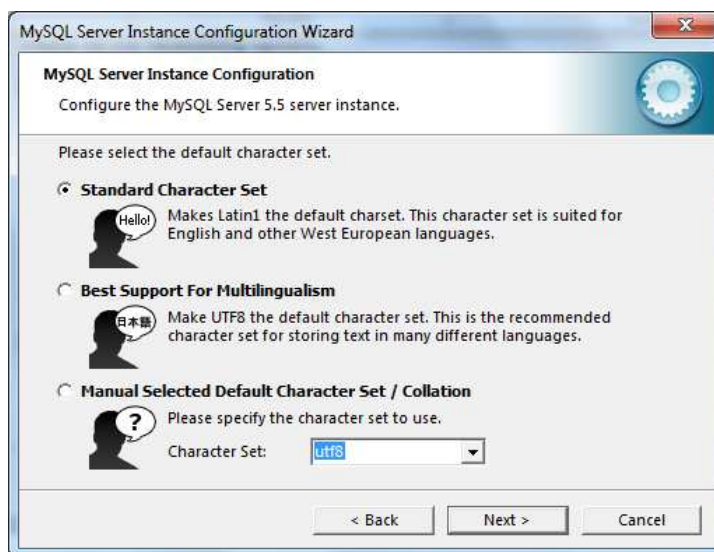 MySQL Server Instance Configuration Wizard
MySQL Server Instance Configuration
Configure the MySQL Server 5.5 server instance.
Please select the default character set.
Standard Character Set
Hello!
Makes Latin1 the default charset. This character set is suited for
English and other West European languages.
Best Support For Multilingualism
日本語
Make UTF8 the default character set. This is the recommended
character set for storing text in many different languages.
Manual Selected Default Character Set / Collation
?
Please specify the character set to use.
Character Set: utf8
< Back Next > Cancel